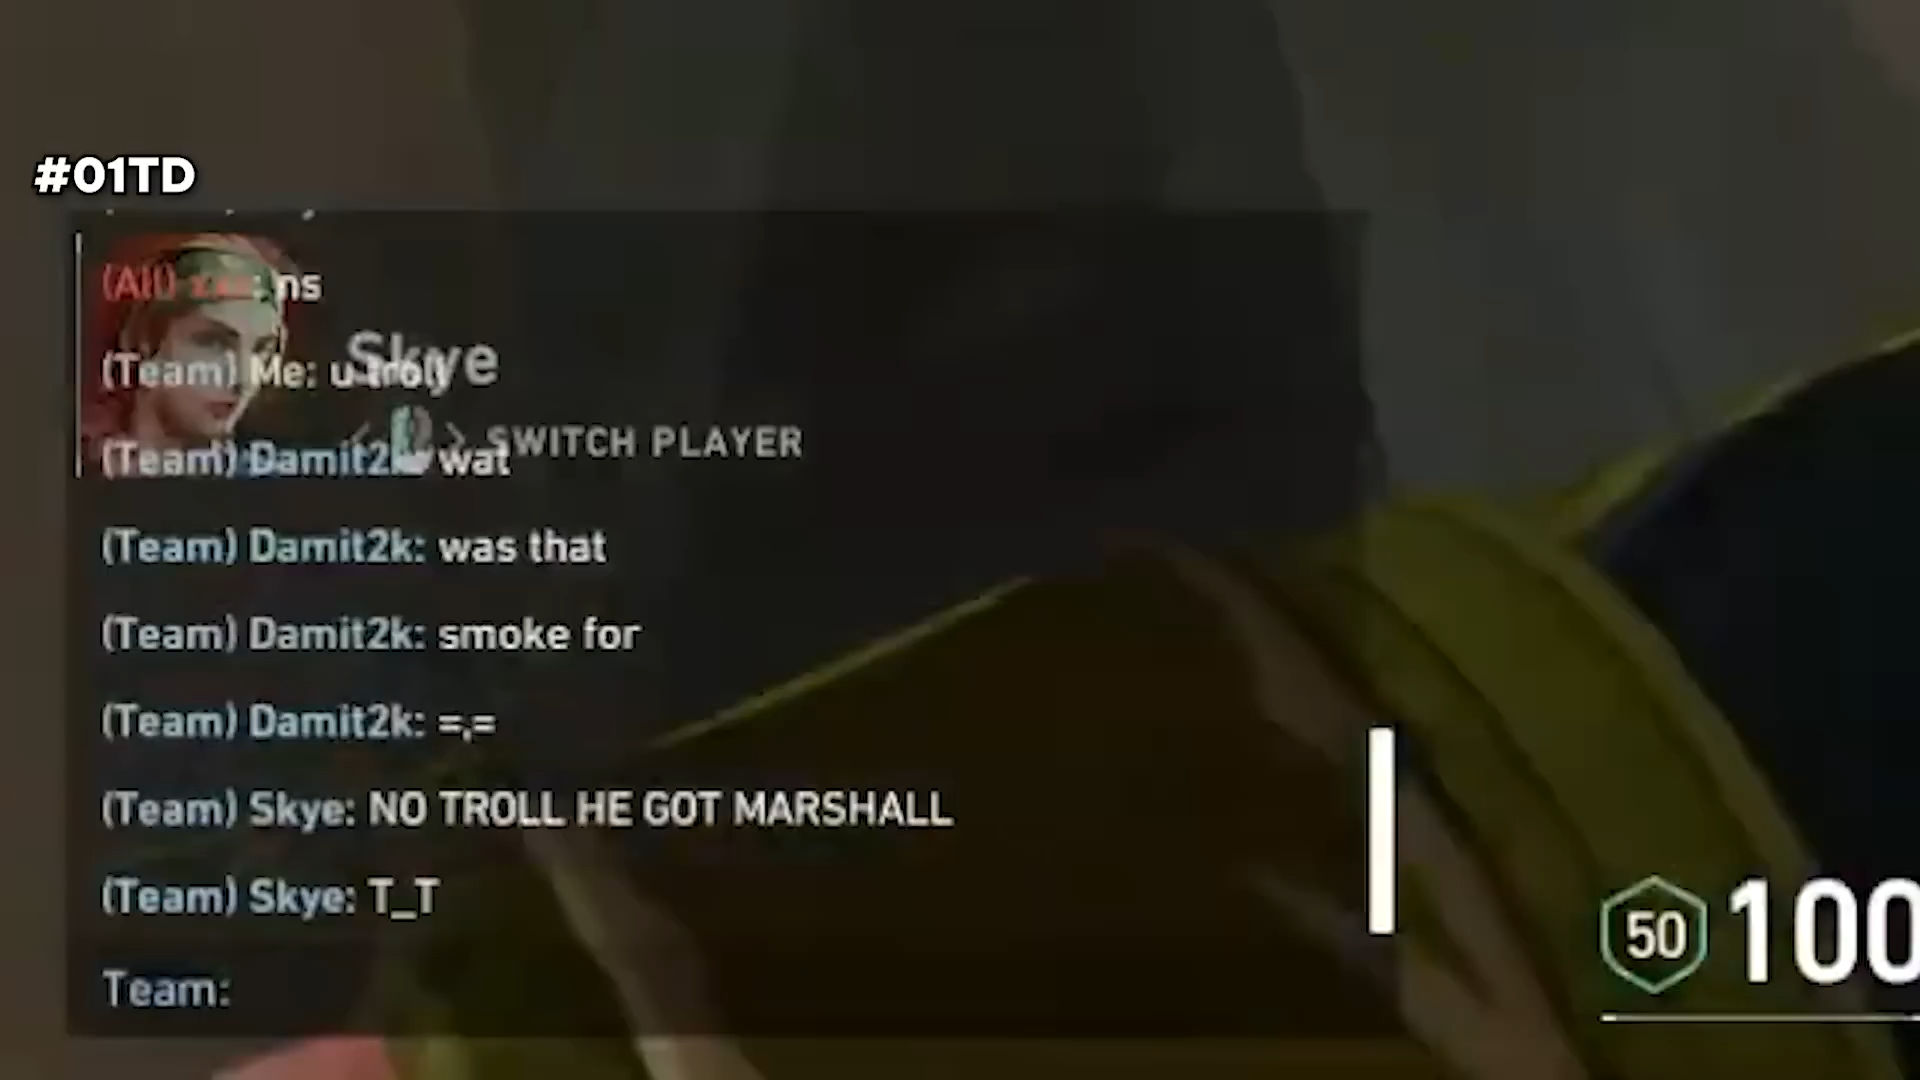 #01TD
(All) : ns
Skye
(Team) Me: u troly
SWITCH PLAYER
(Team) Damit2k: wat
(Team) Damit2k: was that
(Team) Damit2k: smoke for
(Team) Damit2k: =,=
(Team) Skye: NO TROLL HE GOT MARSHALL
(Team) Skye: T_T
50 100
Team: